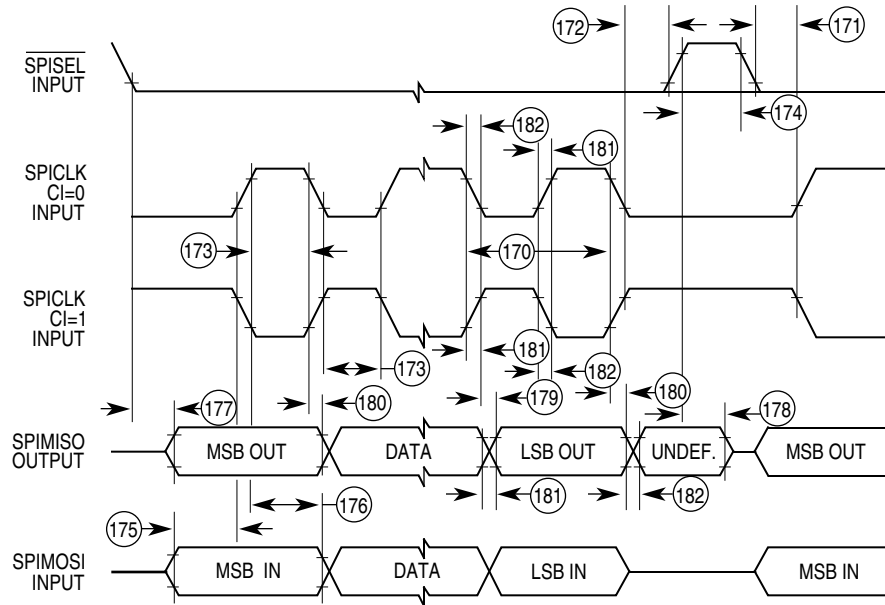 172
171
SPISEL
INPUT
174
182
181
SPICLK
CI=0
INPUT
173
170
SPICLK
CI=1
INPUT
181
173
182
177
180
179
180
178
SPIMISO
OUTPUT
MSB OUT
DATA
LSB OUT
UNDEF.
MSB OUT
176
181
182
175
SPIMOSI
INPUT
MSB IN
DATA
LSB IN
MSB IN